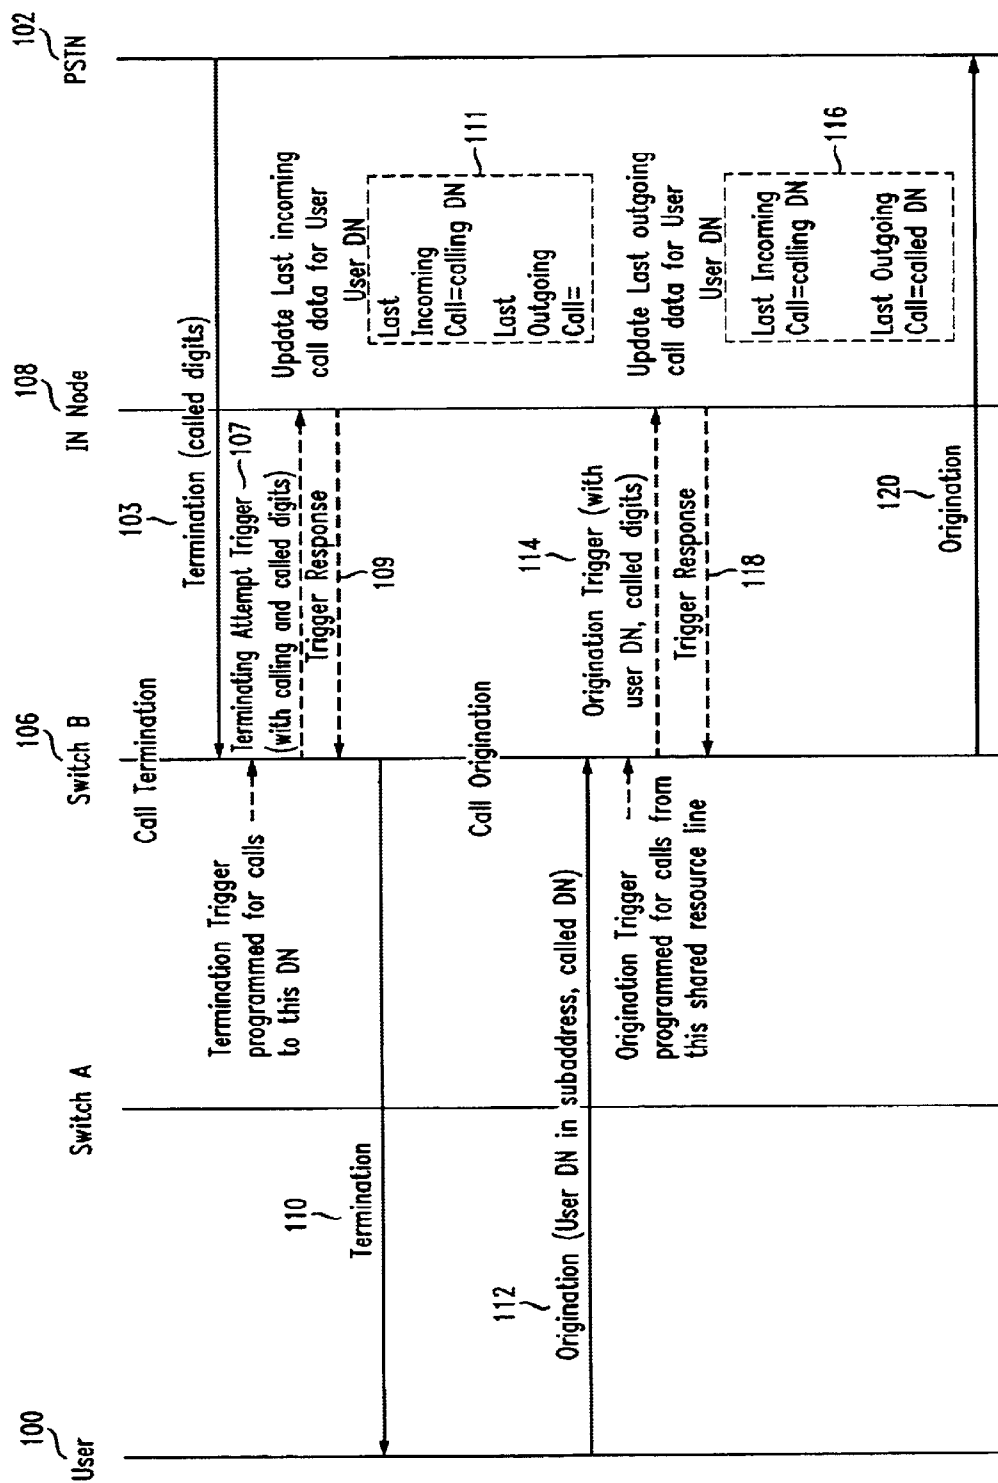 100
User
Switch A
106
Switch B
108
IN Node
102
PSTN
Call Termination
103
Termination (called digits)
Termination Trigger
programmed for calls
to this DN
Terminating Attempt Trigger 107
(with calling and called digits)
Trigger Response
109
Update Last incoming
call data for User
User DN
Last
Incoming
Call=calling DN
Last
Outgoing
Call=
111
110
Termination
Call Origination
112
Origination (User DN in subaddress, called DN)
Origination Trigger
programmed for calls from
this shared resource line
114
Origination Trigger (with
user DN, called digits)
Trigger Response
118
Update Last outgoing
call data for User
User DN
Last Incoming
Call=calling DN
Last Outgoing
Call=called DN
116
120
Origination